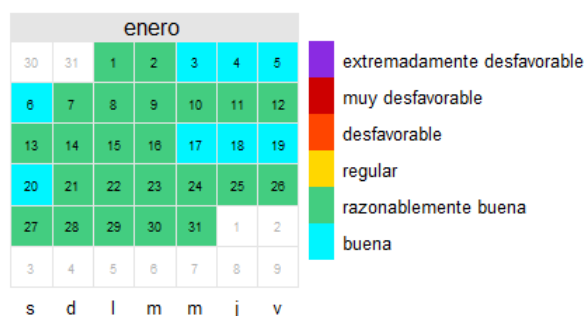 enero
30 31 1 2 3 4 5
6 7 8 9 10 11 12
13 14 15 16 17 18 19
20 21 22 23 24 25 26
27 28 29 30 31 1 2
3 4 5 6 7 8 9
s d l m m j v
extremadamente desfavorable
muy desfavorable
desfavorable
regular
razonablemente buena
buena